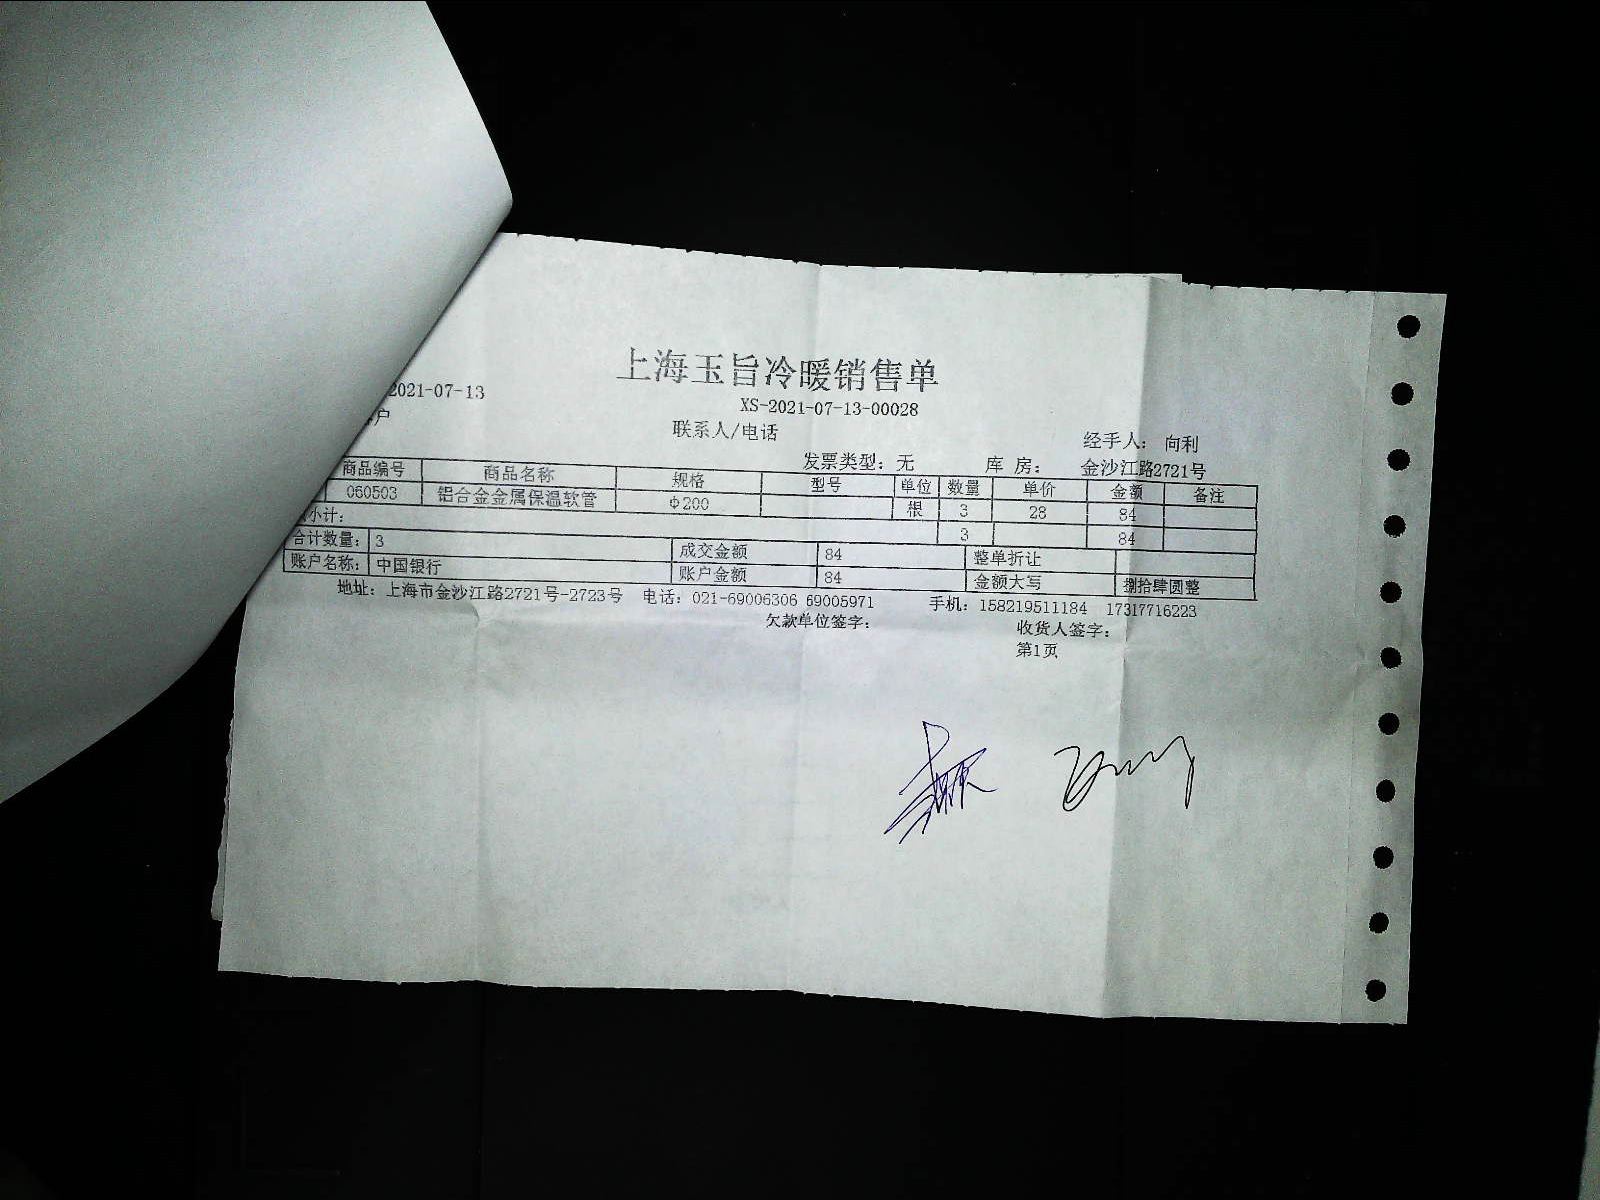 上海玉旨冷暖销售单
2021-07-13 XS-2021-07-13-00028
户 联系人/电话 经手人: 向利
发票类型: 无 库 房: 金沙江路2721号
商品编号 商品名称 规格 型号 单位 数量 单价 金额 备注
060503 铝合金金属保温软管 Φ200 根 3 28 84
小计: 3 84
合计数量: 3 成交金额 84 整单折让
账户名称: 中国银行 账户金额 84 金额大写 捌拾肆圆整
地址: 上海市金沙江路2721号-2723号 电话: 021-69006306 69005971 手机: 158219511184 17317716223
欠款单位签字: 收货人签字:
第1页